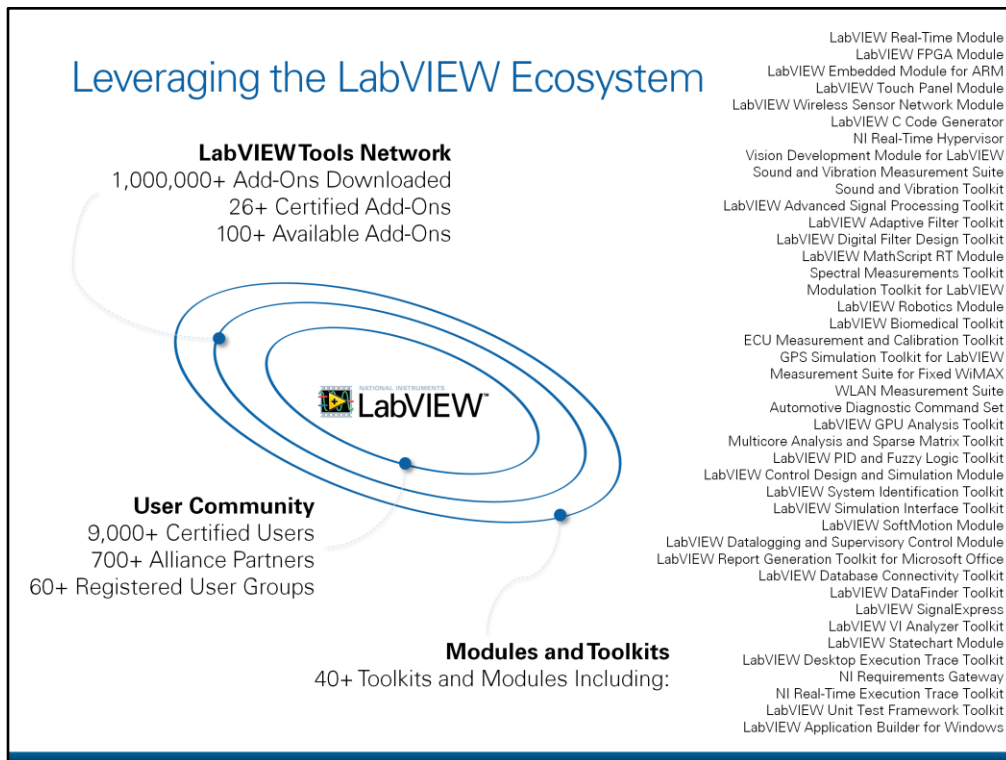 Leveraging the LabVIEW Ecosystem
LabVIEW Tools Network
1,000,000+ Add-Ons Downloaded
26+ Certified Add-Ons
100+ Available Add-Ons
NATIONAL INSTRUMENTS
LabVIEW™
User Community
9,000+ Certified Users
700+ Alliance Partners
60+ Registered User Groups
Modules and Toolkits
40+ Toolkits and Modules Including:
LabVIEW Real-Time Module
LabVIEW FPGA Module
LabVIEW Embedded Module for ARM
LabVIEW Touch Panel Module
LabVIEW Wireless Sensor Network Module
LabVIEW C Code Generator
NI Real-Time Hypervisor
Vision Development Module for LabVIEW
Sound and Vibration Measurement Suite
Sound and Vibration Toolkit
LabVIEW Advanced Signal Processing Toolkit
LabVIEW Adaptive Filter Toolkit
LabVIEW Digital Filter Design Toolkit
LabVIEW MathScript RT Module
Spectral Measurements Toolkit
Modulation Toolkit for LabVIEW
LabVIEW Robotics Module
LabVIEW Biomedical Toolkit
ECU Measurement and Calibration Toolkit
GPS Simulation Toolkit for LabVIEW
Measurement Suite for Fixed WiMAX
WLAN Measurement Suite
Automotive Diagnostic Command Set
LabVIEW GPU Analysis Toolkit
Multicore Analysis and Sparse Matrix Toolkit
LabVIEW PID and Fuzzy Logic Toolkit
LabVIEW Control Design and Simulation Module
LabVIEW System Identification Toolkit
LabVIEW Simulation Interface Toolkit
LabVIEW SoftMotion Module
LabVIEW Datalogging and Supervisory Control Module
LabVIEW Report Generation Toolkit for Microsoft Office
LabVIEW Database Connectivity Toolkit
LabVIEW DataFinder Toolkit
LabVIEW SignalExpress
LabVIEW VI Analyzer Toolkit
LabVIEW Statechart Module
LabVIEW Desktop Execution Trace Toolkit
NI Requirements Gateway
NI Real-Time Execution Trace Toolkit
LabVIEW Unit Test Framework Toolkit
LabVIEW Application Builder for Windows